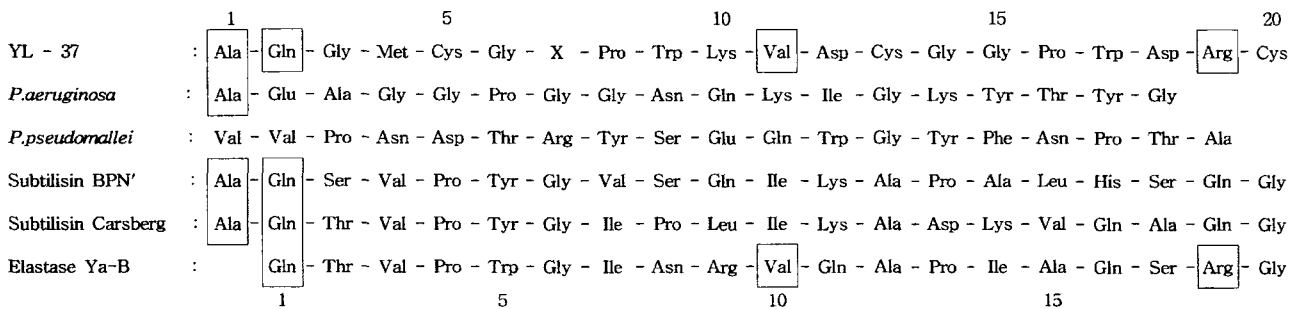 1 5 10 15 20
YL - 37 : Ala - Gln - Gly - Met - Cys - Gly - X - Pro - Trp - Lys - Val - Asp - Cys - Gly - Gly - Pro - Trp - Asp - Arg - Cys
P.aeruginosa : Ala - Glu - Ala - Gly - Gly - Pro - Gly - Gly - Asn - Gln - Lys - Ile - Gly - Lys - Tyr - Thr - Tyr - Gly
P.pseudomallei : Val - Val - Pro - Asn - Asp - Thr - Arg - Tyr - Ser - Glu - Gln - Trp - Gly - Tyr - Phe - Asn - Pro - Thr - Ala
Subtilisin BPN′ : Ala - Gln - Ser - Val - Pro - Tyr - Gly - Val - Ser - Gln - Ile - Lys - Ala - Pro - Ala - Leu - His - Ser - Gln - Gly
Subtilisin Carsberg : Ala - Gln - Thr - Val - Pro - Tyr - Gly - Ile - Pro - Leu - Ile - Lys - Ala - Asp - Lys - Val - Gln - Ala - Gln - Gly
Elastase Ya-B : Gln - Thr - Val - Pro - Trp - Gly - Ile - Asn - Arg - Val - Gln - Ala - Pro - Ile - Ala - Gln - Ser - Arg - Gly
1 5 10 15